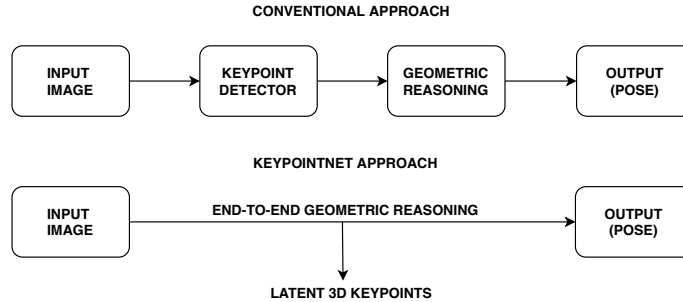 CONVENTIONAL APPROACH
INPUT
IMAGE
KEYPOINT
DETECTOR
GEOMETRIC
REASONING
OUTPUT
(POSE)
KEYPOINTNET APPROACH
INPUT
IMAGE
END-TO-END GEOMETRIC REASONING
OUTPUT
(POSE)
LATENT 3D KEYPOINTS